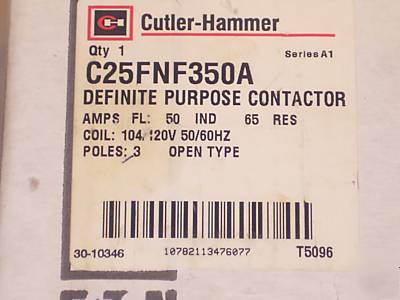 Cutler-Hammer
Qty 1 Series A1
C25FNF350A
DEFINITE PURPOSE CONTACTOR
AMPS FL: 50 IND 65 RES
COIL: 104/120V 50/60HZ
POLES: 3 OPEN TYPE
30-10346 10782113476077 T5096